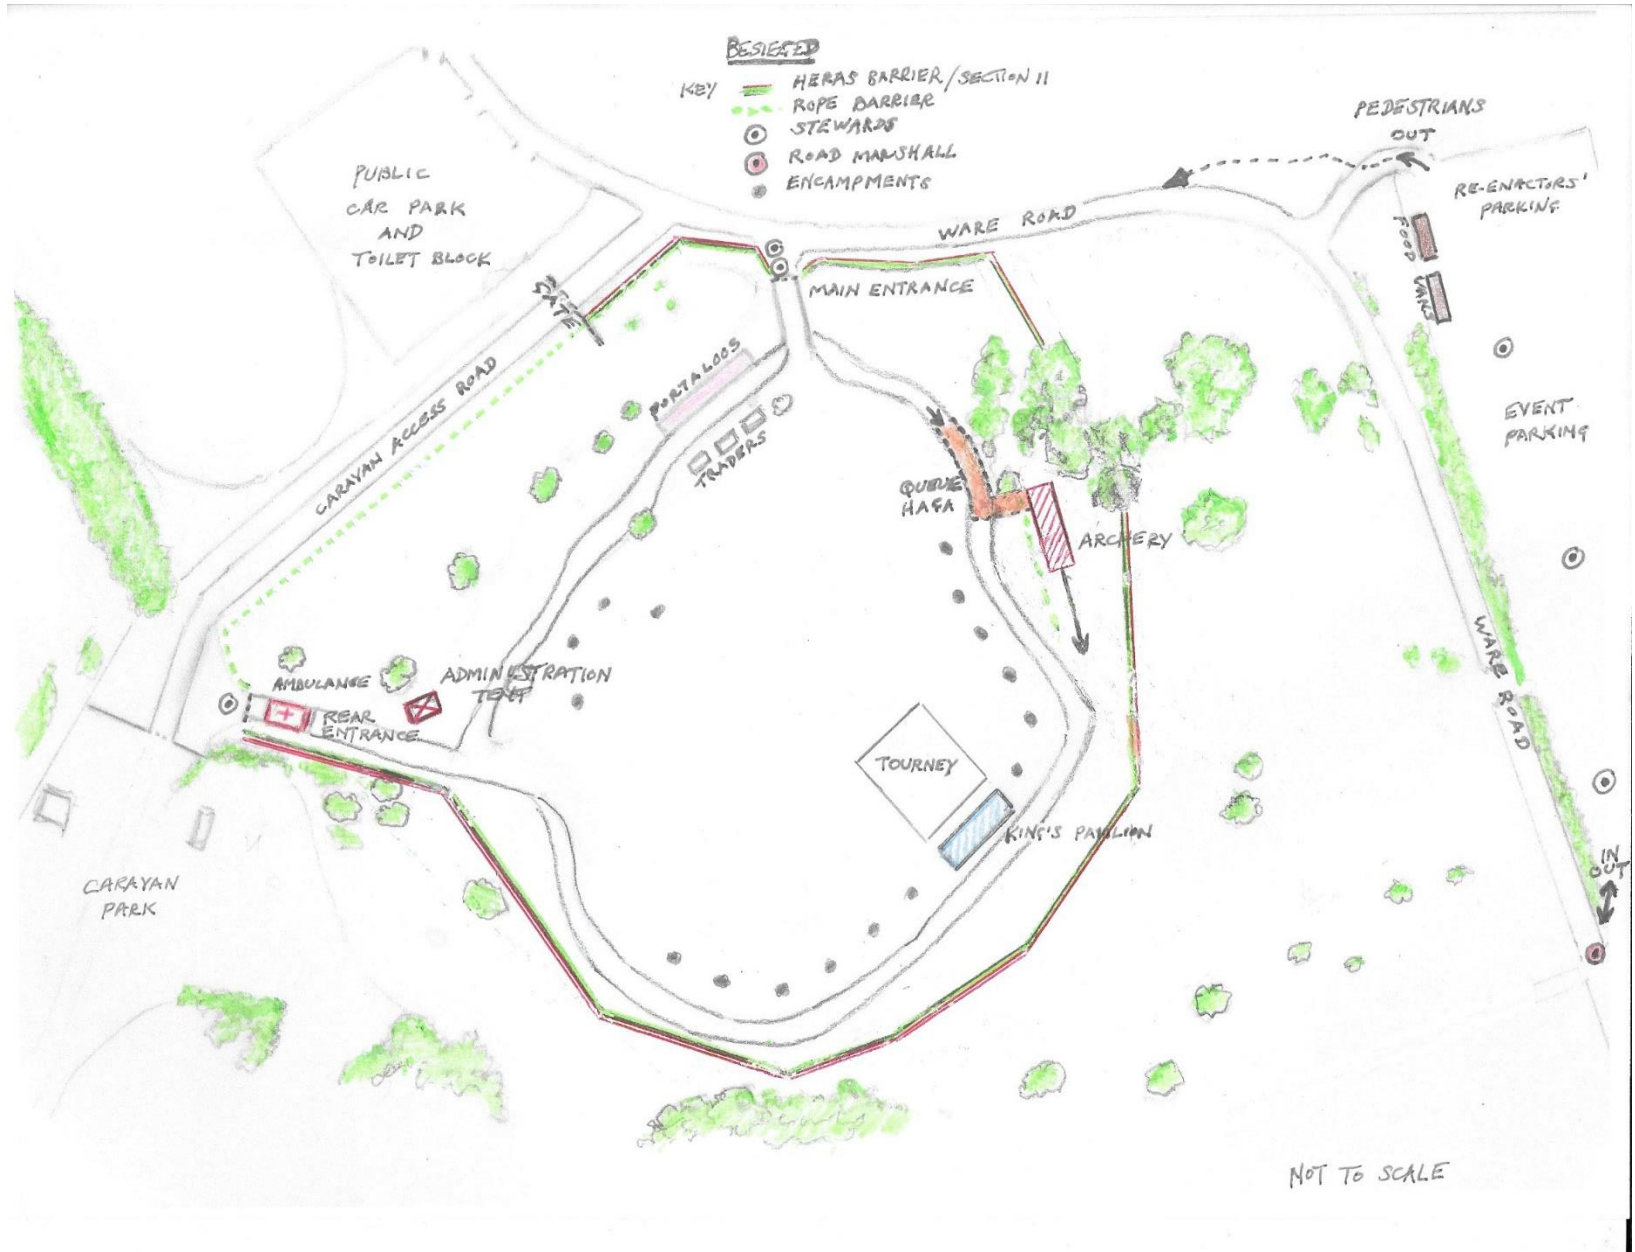 BESIEGED
KEY
HERAS BARRIER/SECTION 11
ROPE BARRIER
STEWARDS
ROAD MARSHALL
ENCAMPMENTS
PEDESTRIANS
OUT
RE-ENACTORS'
PARKING
FOOD
VANS
PUBLIC
CAR PARK
AND
TOILET BLOCK
WARE ROAD
MAIN ENTRANCE
GATE
CARAVAN ACCESS ROAD
PORTALOOS
TRADERS
EVENT
PARKING
QUEUE
ARCHERY
WARE ROAD
AMBULANCE
ADMINISTRATION
TENT
REAR
ENTRANCE
TOURNEY
KING'S PAVILION
IN
OUT
CARAVAN
PARK
NOT TO SCALE